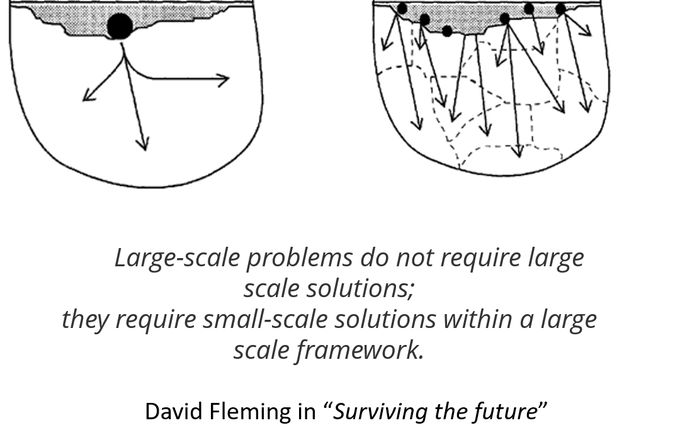 Large-scale problems do not require large
scale solutions;
they require small-scale solutions within a large
scale framework.
David Fleming in “Surviving the future”